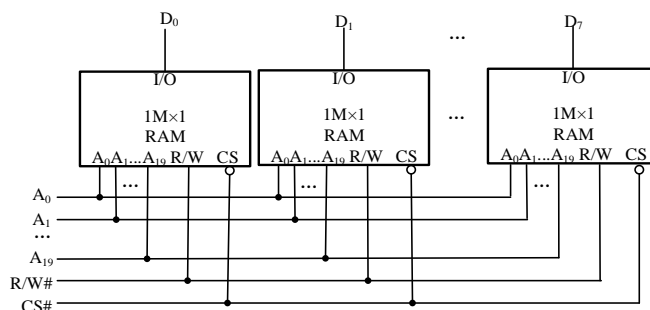 D₀ D₁ ... D₇
I/O I/O I/O
1M×1 1M×1 ... 1M×1
RAM RAM RAM
A₀A₁...A₁₉ R/W CS A₀A₁...A₁₉ R/W CS A₀A₁...A₁₉ R/W CS
... ... ...
A₀
A₁
...
A₁₉
R/W#
CS#